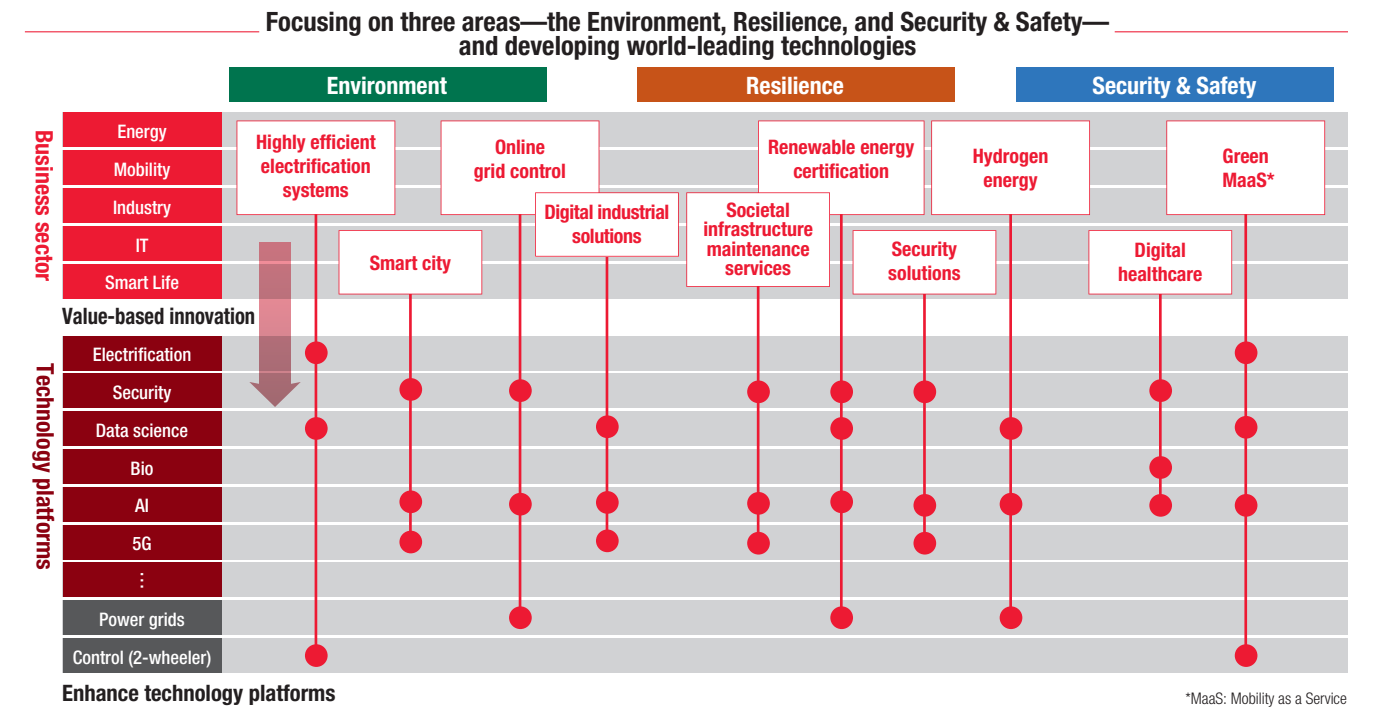 Focusing on three areas—the Environment, Resilience, and Security & Safety—
and developing world-leading technologies
Environment
Resilience
Security & Safety
Business sector
Energy
Mobility
Industry
IT
Smart Life
Highly efficient
electrification
systems
Smart city
Online
grid control
Digital industrial
solutions
Societal
infrastructure
maintenance
services
Renewable energy
certification
Security
solutions
Hydrogen
energy
Digital
healthcare
Green
MaaS*
Value-based innovation
Technology platforms
Electrification
Security
Data science
Bio
AI
5G
⋮
Power grids
Control (2-wheeler)
Enhance technology platforms
*MaaS: Mobility as a Service